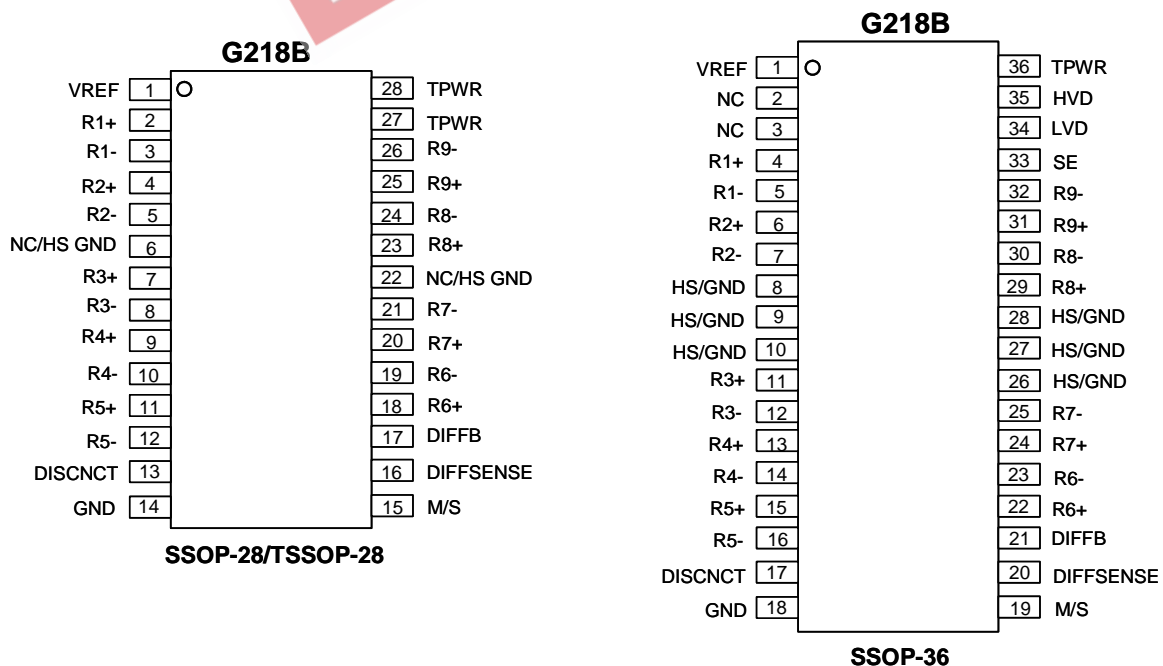 G218B
VREF 1 28 TPWR
R1+ 2 27 TPWR
R1- 3 26 R9-
R2+ 4 25 R9+
R2- 5 24 R8-
NC/HS GND 6 23 R8+
R3+ 7 22 NC/HS GND
R3- 8 21 R7-
R4+ 9 20 R7+
R4- 10 19 R6-
R5+ 11 18 R6+
R5- 12 17 DIFFB
DISCNCT 13 16 DIFFSENSE
GND 14 15 M/S
SSOP-28/TSSOP-28
G218B
VREF 1 36 TPWR
NC 2 35 HVD
NC 3 34 LVD
R1+ 4 33 SE
R1- 5 32 R9-
R2+ 6 31 R9+
R2- 7 30 R8-
HS/GND 8 29 R8+
HS/GND 9 28 HS/GND
HS/GND 10 27 HS/GND
R3+ 11 26 HS/GND
R3- 12 25 R7-
R4+ 13 24 R7+
R4- 14 23 R6-
R5+ 15 22 R6+
R5- 16 21 DIFFB
DISCNCT 17 20 DIFFSENSE
GND 18 19 M/S
SSOP-36